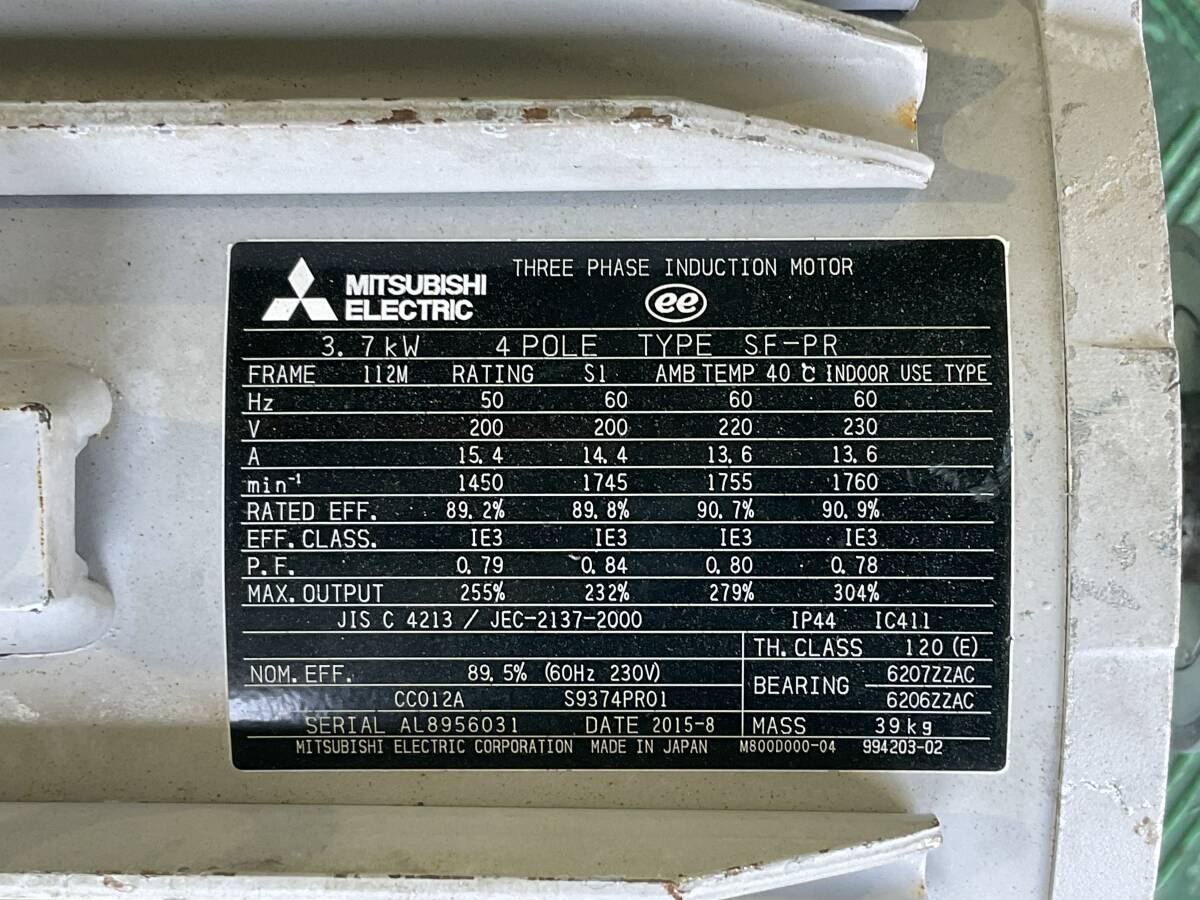 MITSUBISHI ELECTRIC
THREE PHASE INDUCTION MOTOR
ee
3.7kW 4 POLE TYPE SF-PR
FRAME 112M RATING S1 AMB TEMP 40 ℃ INDOOR USE TYPE
Hz 50 60 60 60
V 200 200 220 230
A 15.4 14.4 13.6 13.6
min⁻¹ 1450 1745 1755 1760
RATED EFF. 89.2% 89.8% 90.7% 90.9%
EFF. CLASS. IE3 IE3 IE3 IE3
P.F. 0.79 0.84 0.80 0.78
MAX. OUTPUT 255% 232% 279% 304%
JIS C 4213 / JEC-2137-2000 IP44 IC411
TH. CLASS 120 (E)
NOM. EFF. 89.5% (60Hz 230V)
BEARING 6207ZZAC
6206ZZAC
CC012A S9374PR01
SERIAL AL8956031 DATE 2015-8 MASS 39kg
MITSUBISHI ELECTRIC CORPORATION MADE IN JAPAN M800D000-04 994203-02